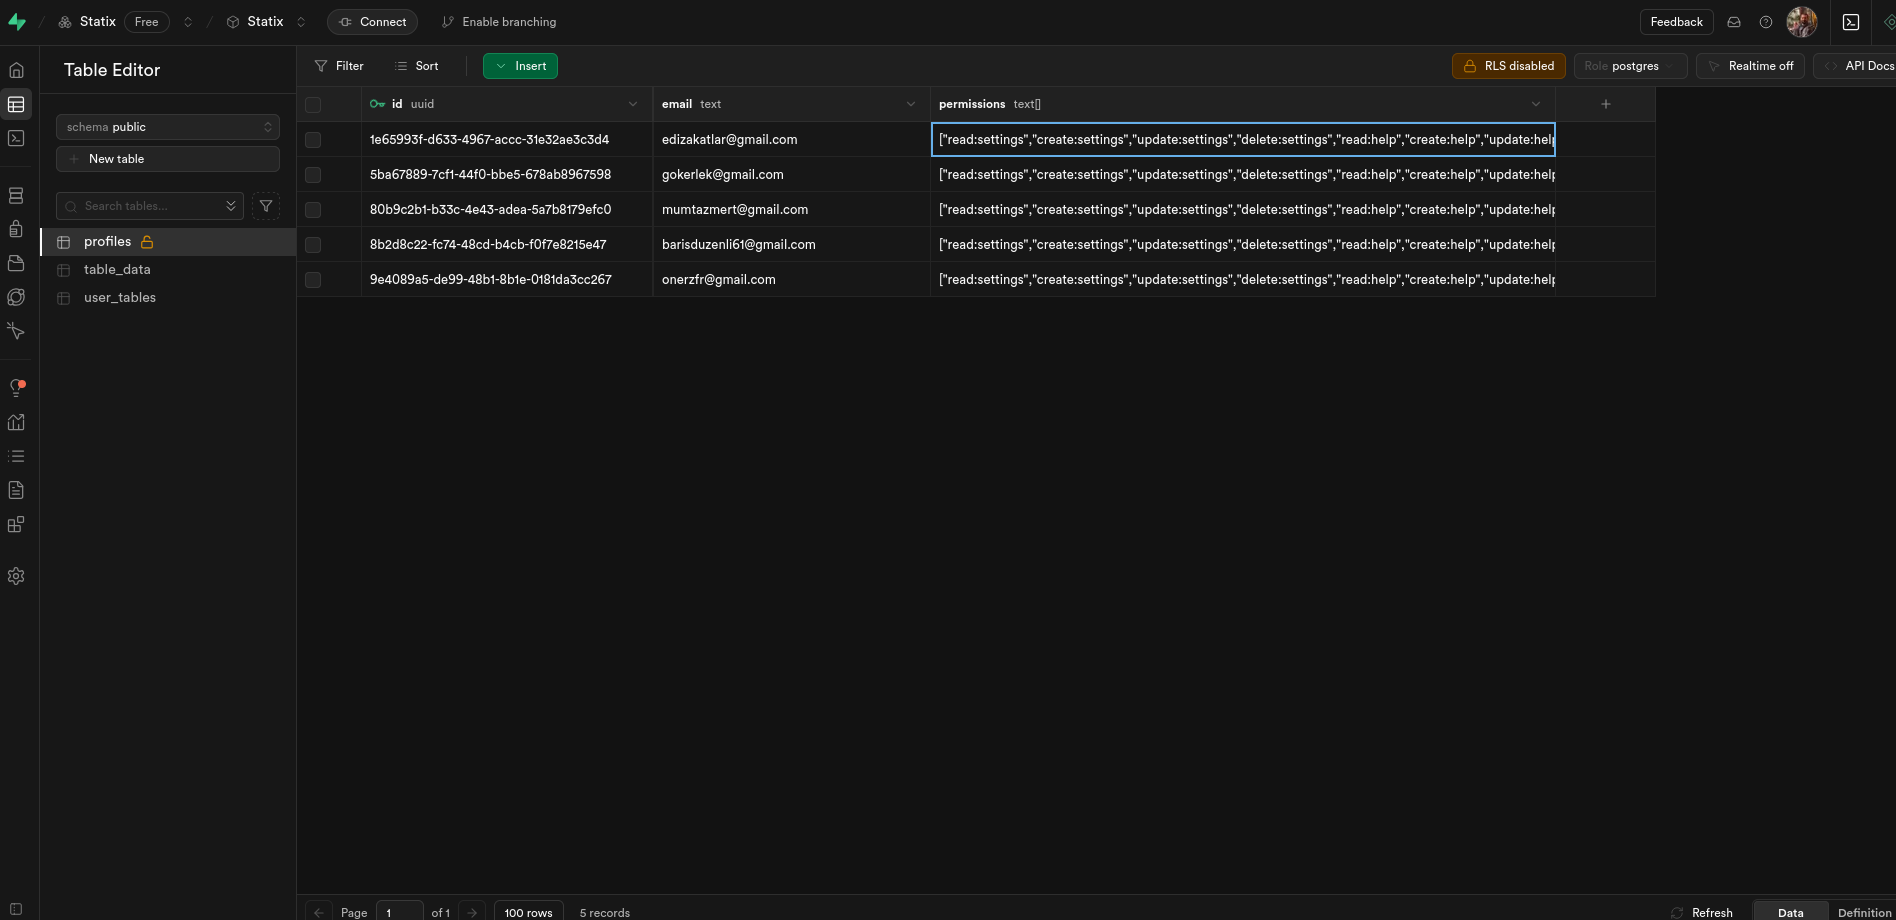 Statix Free Statix Connect Enable branching Feedback
Table Editor
Filter Sort Insert RLS disabled Role postgres Realtime off API Docs
schema public
New table
Search tables...
profiles
table_data
user_tables
id uuid email text permissions text[]
1e65993f-d633-4967-accc-31e32ae3c3d4 edizakatlar@gmail.com ["read:settings","create:settings","update:settings","delete:settings","read:help","create:help","update:help
5ba67889-7cf1-44f0-bbe5-678ab8967598 gokerlek@gmail.com ["read:settings","create:settings","update:settings","delete:settings","read:help","create:help","update:help
80b9c2b1-b33c-4e43-adea-5a7b8179efc0 mumtazmert@gmail.com ["read:settings","create:settings","update:settings","delete:settings","read:help","create:help","update:help
8b2d8c22-fc74-48cd-b4cb-f0f7e8215e47 barisduzenli61@gmail.com ["read:settings","create:settings","update:settings","delete:settings","read:help","create:help","update:help
9e4089a5-de99-48b1-8b1e-0181da3cc267 onerzfr@gmail.com ["read:settings","create:settings","update:settings","delete:settings","read:help","create:help","update:help
Page 1 of 1 100 rows 5 records Refresh Data Definition